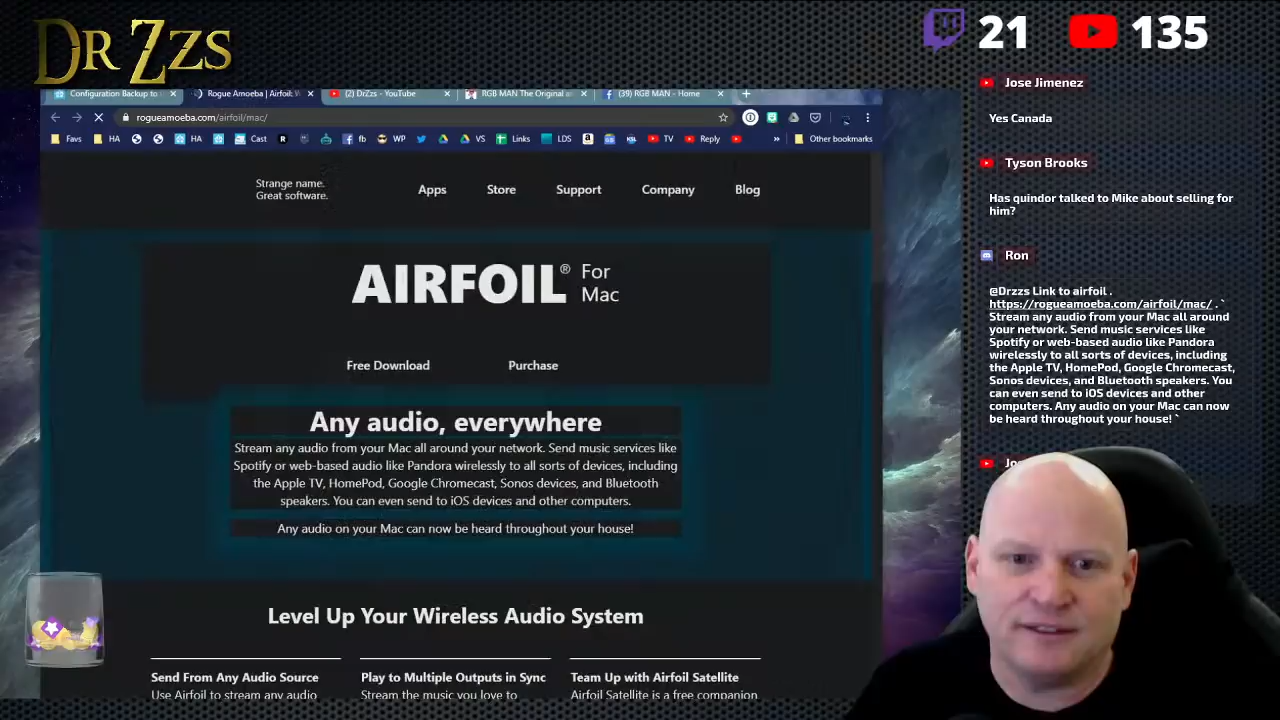 DrZzs
21
135
Configuration Backup to
Rogue Amoeba | Airfoil: W
(2) DrZzs - YouTube
RGB MAN The Original a
(39) RGB MAN - Home
rogueamoeba.com/airfoil/mac/
Favs
HA
HA
Cast
fb
WP
VS
Links
LDS
TV
Reply
»
Other bookmarks
Strange name.
Great software.
Apps
Store
Support
Company
Blog
AIRFOIL® For
Mac
Free Download
Purchase
Any audio, everywhere
Stream any audio from your Mac all around your network. Send music services like
Spotify or web-based audio like Pandora wirelessly to all sorts of devices, including
the Apple TV, HomePod, Google Chromecast, Sonos devices, and Bluetooth
speakers. You can even send to iOS devices and other computers.
Any audio on your Mac can now be heard throughout your house!
Level Up Your Wireless Audio System
Send From Any Audio Source
Use Airfoil to stream any audio
Play to Multiple Outputs in Sync
Stream the music you love to
Team Up with Airfoil Satellite
Airfoil Satellite is a free companion
Jose Jimenez
Yes Canada
Tyson Brooks
Has quindor talked to Mike about selling for
him?
Ron
@Drzzs Link to airfoil .
https://rogueamoeba.com/airfoil/mac/ . `
Stream any audio from your Mac all around
your network. Send music services like
Spotify or web-based audio like Pandora
wirelessly to all sorts of devices, including
the Apple TV, HomePod, Google Chromecast,
Sonos devices, and Bluetooth speakers. You
can even send to iOS devices and other
computers. Any audio on your Mac can now
be heard throughout your house! `